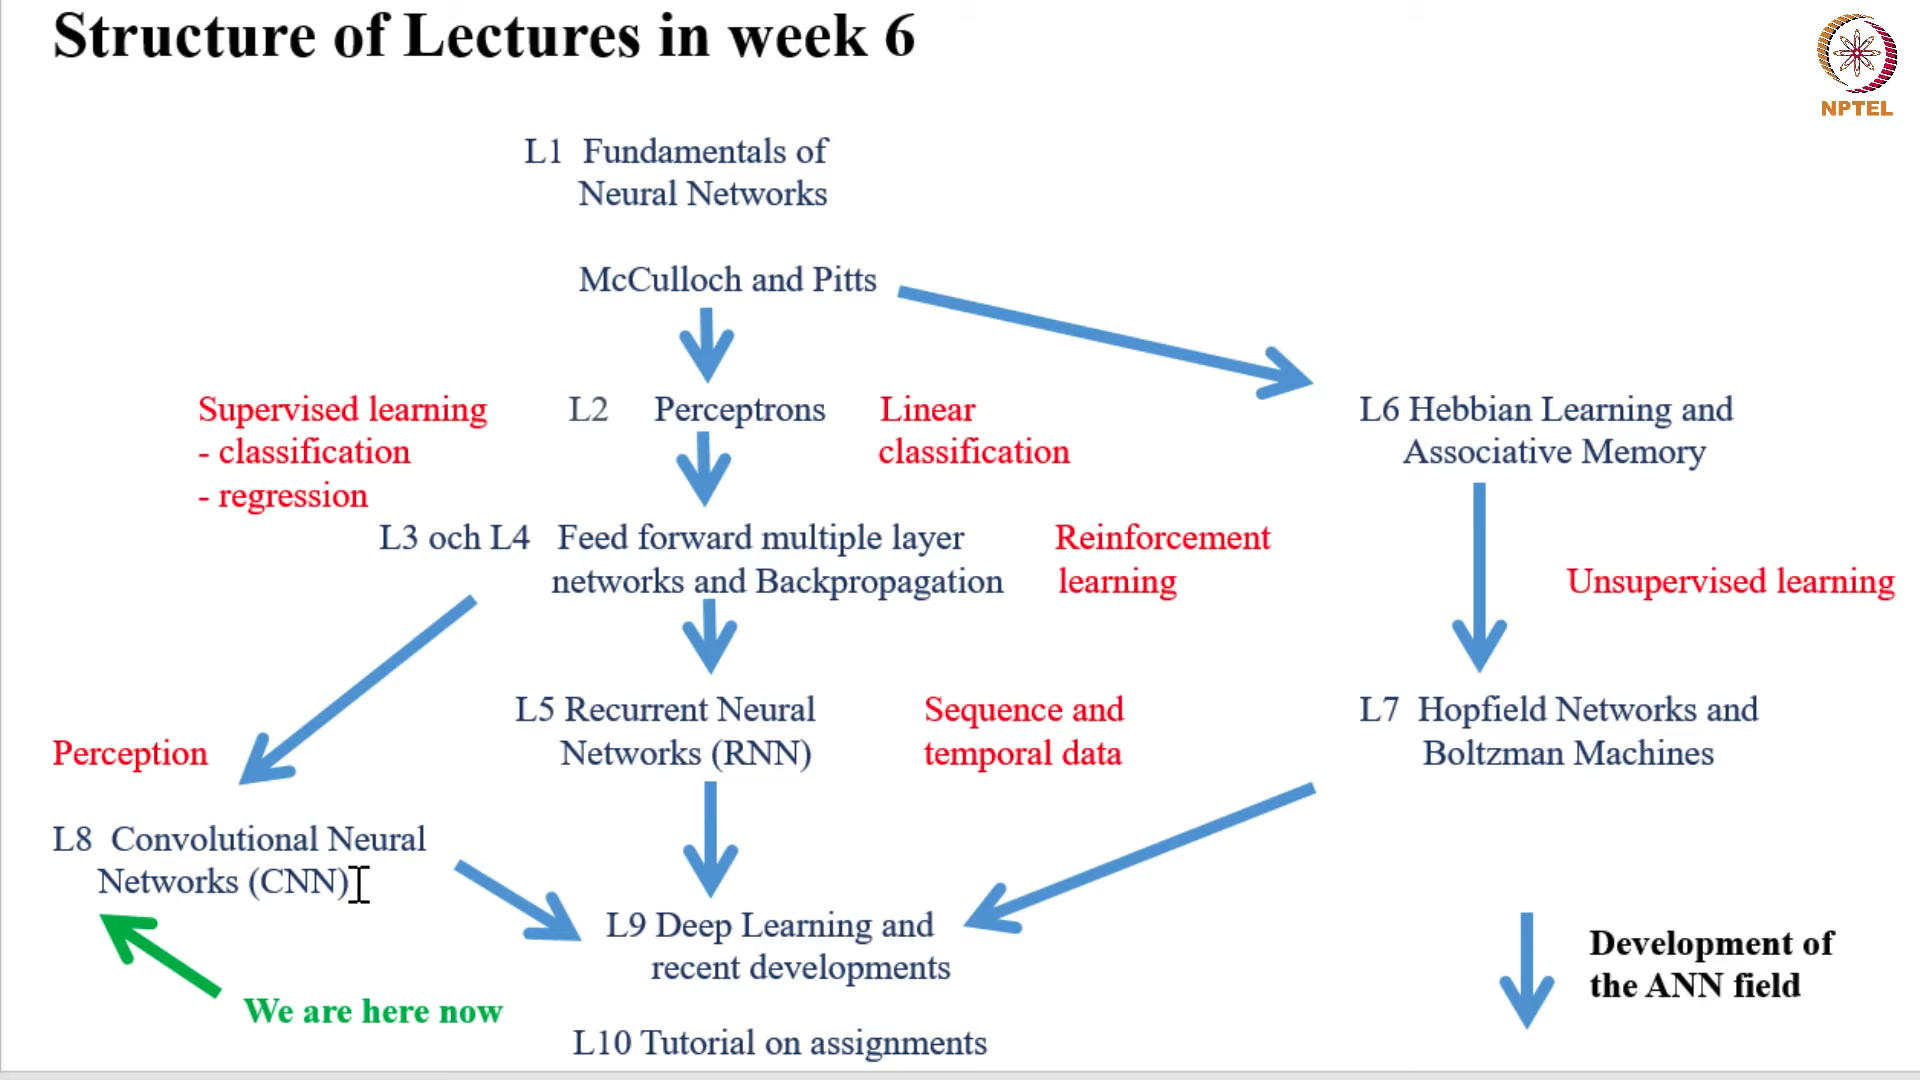 Structure of Lectures in week 6
NPTEL
L1 Fundamentals of
Neural Networks
McCulloch and Pitts
Supervised learning
- classification
- regression
L2 Perceptrons
Linear
classification
L6 Hebbian Learning and
Associative Memory
L3 och L4 Feed forward multiple layer
networks and Backpropagation
Reinforcement
learning
Unsupervised learning
Perception
L5 Recurrent Neural
Networks (RNN)
Sequence and
temporal data
L7 Hopfield Networks and
Boltzman Machines
L8 Convolutional Neural
Networks (CNN)
We are here now
L9 Deep Learning and
recent developments
Development of
the ANN field
L10 Tutorial on assignments